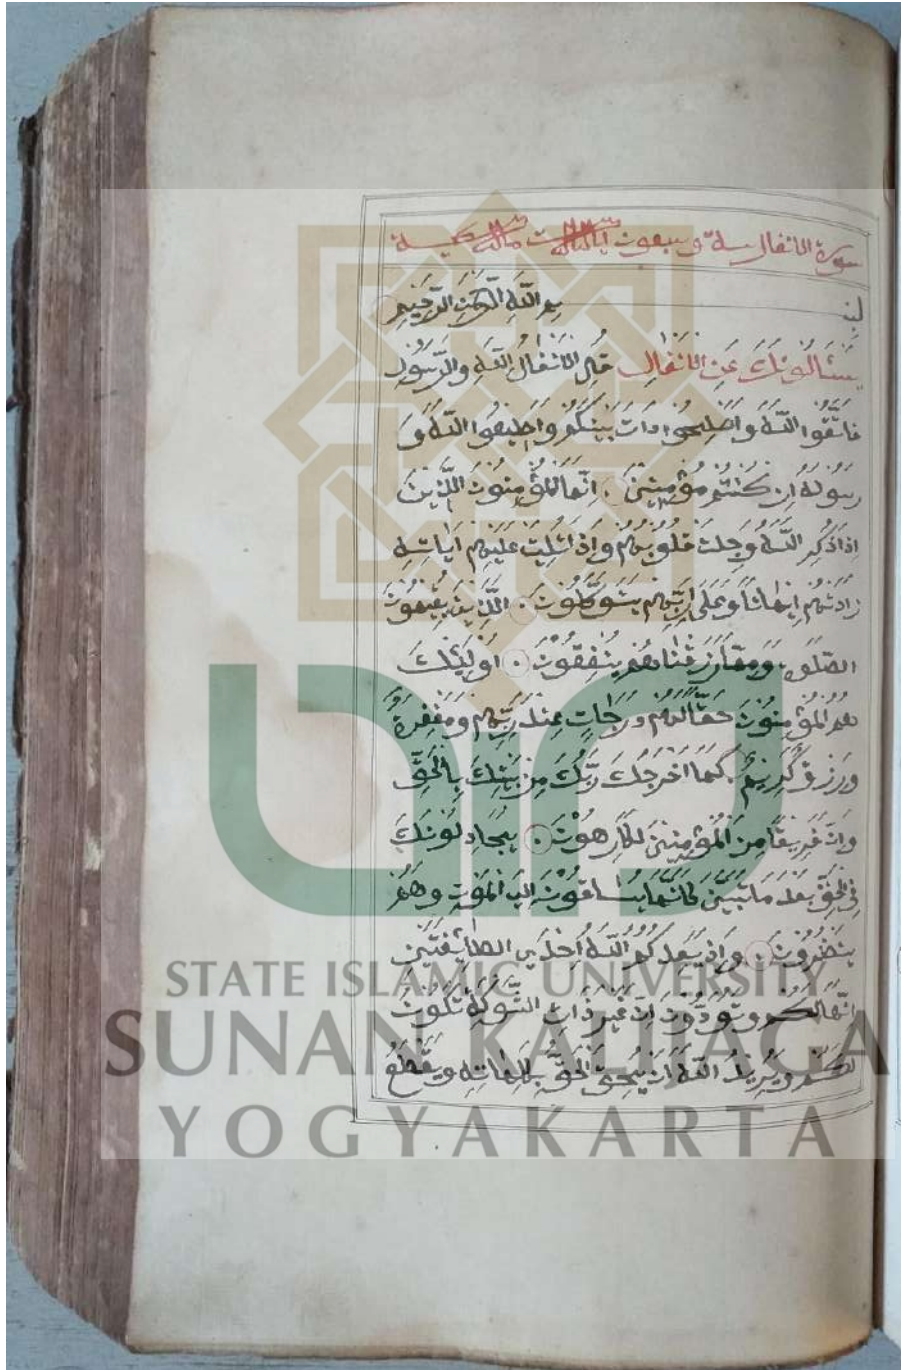 سورة الانفال ستة وسبعون مكية
بسم الله الرحمن الرحيم
يسئالونك عن الانفال قل الانفال لله والرسول
فاتقوا الله واصلحوا ذات بينكم واطيعوا الله و
رسوله ان كنتم مؤمنين انما المؤمنون الذين
اذا ذكر الله وجلت قلوبهم واذا تليت عليهم اياته
زادتهم ايمانا وعلى ربهم يتوكلون الذين يقيمون
الصلوة ومما رزقناهم ينفقون اولئك
هم المؤمنون حقا لهم درجات عند ربهم ومغفرة
ورزق كريم كما اخرجك ربك من بيتك بالحق
وان فريقا من المؤمنين لكارهون يجادلونك
في الحق بعد ما تبين كانما يساقون الى الموت وهم
ينظرون واذ يعدكم الله احدى الطائفتين
انها لكم وتودون ان غير ذات الشوكة تكون
لكم ويريد الله ان يحق الحق بكلماته ويقطع
STATE ISLAMIC UNIVERSITY
SUNAN KALIJAGA
YOGYAKARTA